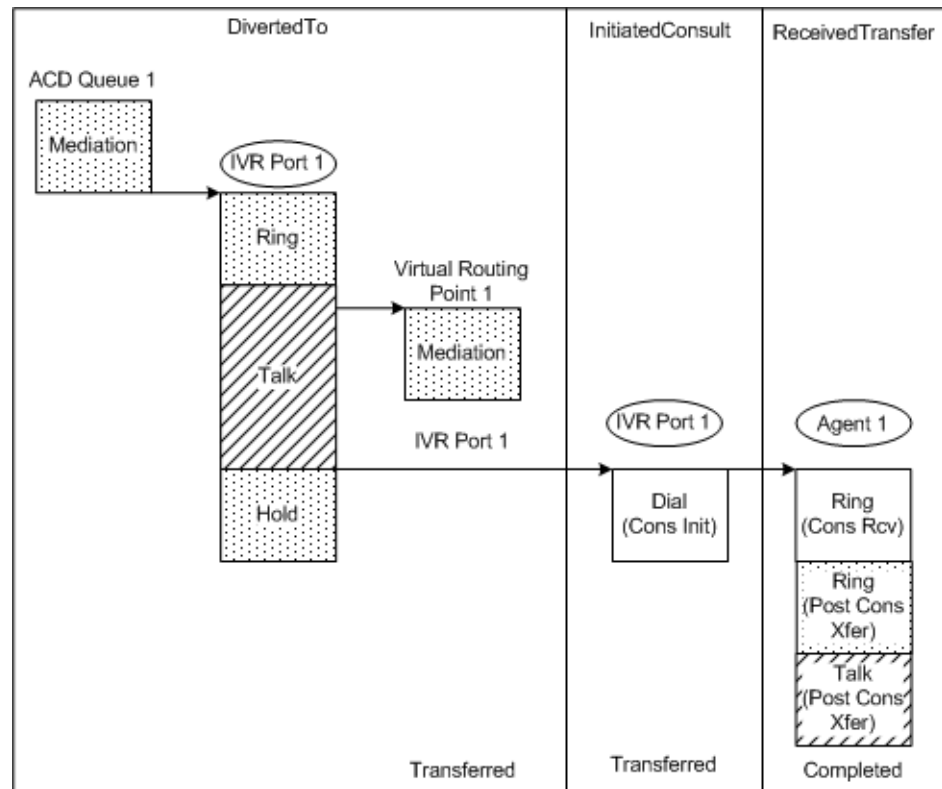 DivertedTo
InitiatedConsult
ReceivedTransfer
ACD Queue 1
Mediation
IVR Port 1
Ring
Virtual Routing
Point 1
Mediation
Talk
IVR Port 1
IVR Port 1
Agent 1
Hold
Dial
(Cons Init)
Ring
(Cons Rcv)
Ring
(Post Cons
Xfer)
Talk
(Post Cons
Xfer)
Transferred
Transferred
Completed